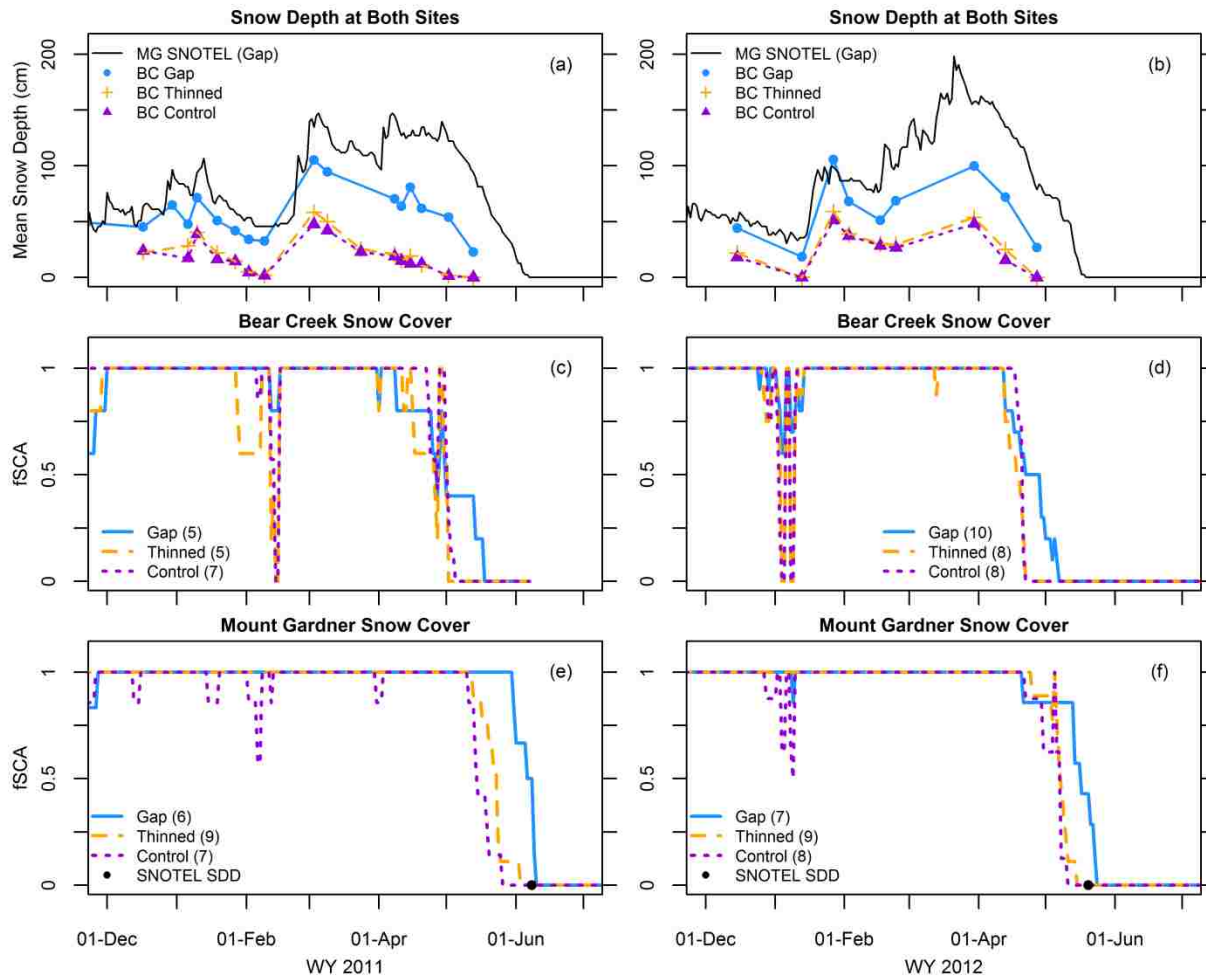 Snow Depth at Both Sites
Snow Depth at Both Sites
Mean Snow Depth (cm)
200
100
0
MG SNOTEL (Gap)
BC Gap
BC Thinned
BC Control
(a)
200
100
0
MG SNOTEL (Gap)
BC Gap
BC Thinned
BC Control
(b)
Bear Creek Snow Cover
Bear Creek Snow Cover
fSCA
1
0.5
0
Gap (5)
Thinned (5)
Control (7)
(c)
1
0.5
0
Gap (10)
Thinned (8)
Control (8)
(d)
Mount Gardner Snow Cover
Mount Gardner Snow Cover
fSCA
1
0.5
0
Gap (6)
Thinned (9)
Control (7)
SNOTEL SDD
(e)
1
0.5
0
Gap (7)
Thinned (9)
Control (8)
SNOTEL SDD
(f)
01-Dec 01-Feb 01-Apr 01-Jun
01-Dec 01-Feb 01-Apr 01-Jun
WY 2011
WY 2012